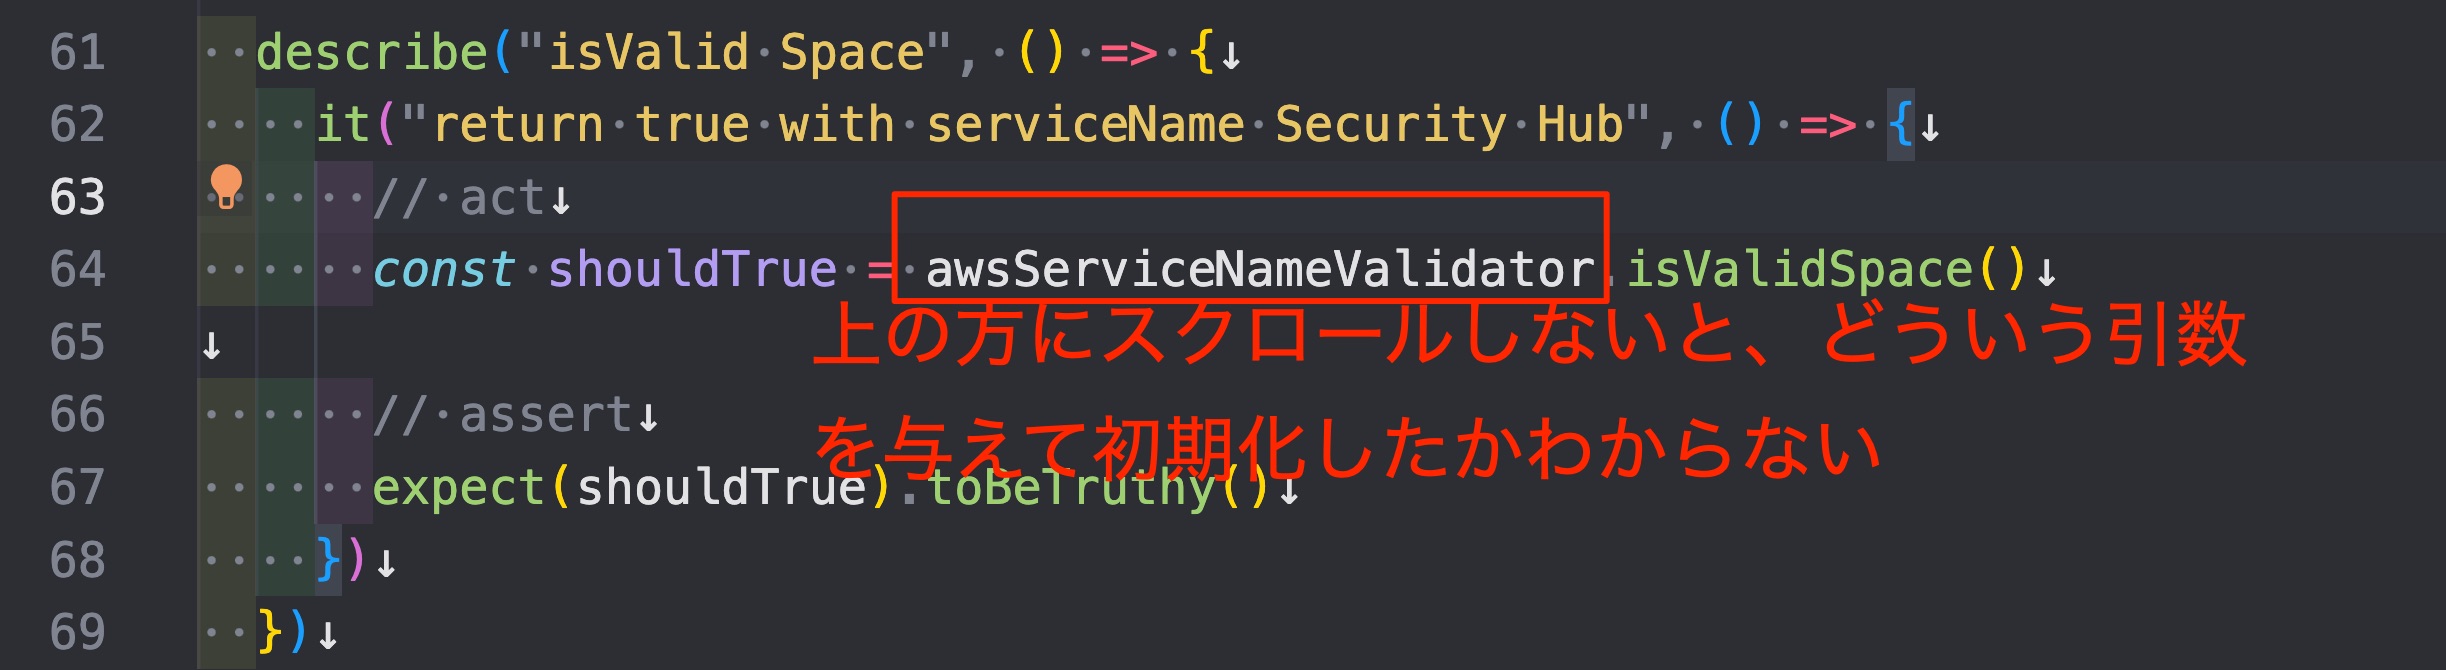 61 describe("isValid Space", () => {↓
62 it("return true with serviceName Security Hub", () => {↓
63 // act↓
64 const shouldTrue = awsServiceNameValidator.isValidSpace()↓
上の方にスクロールしないと、どういう引数
65 ↓
66 // assert↓
を与えて初期化したかわからない
67 expect(shouldTrue).toBeTruthy()↓
68 })↓
69 })↓